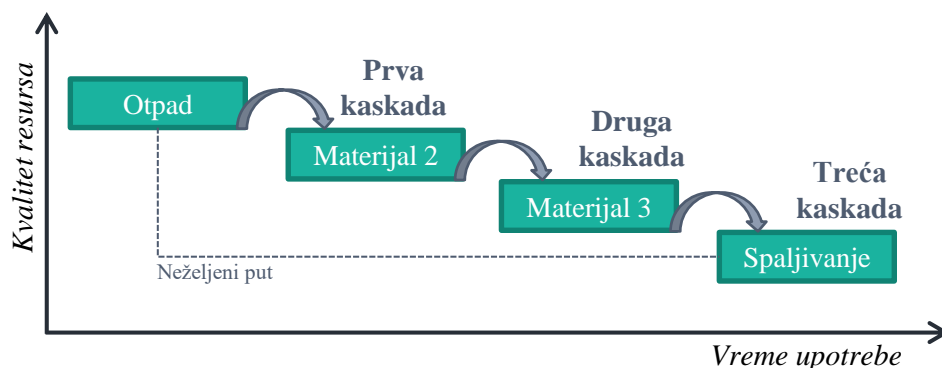 Kvalitet resursa
Otpad
Prva
kaskada
Materijal 2
Druga
kaskada
Materijal 3
Treća
kaskada
Spaljivanje
Neželjeni put
Vreme upotrebe